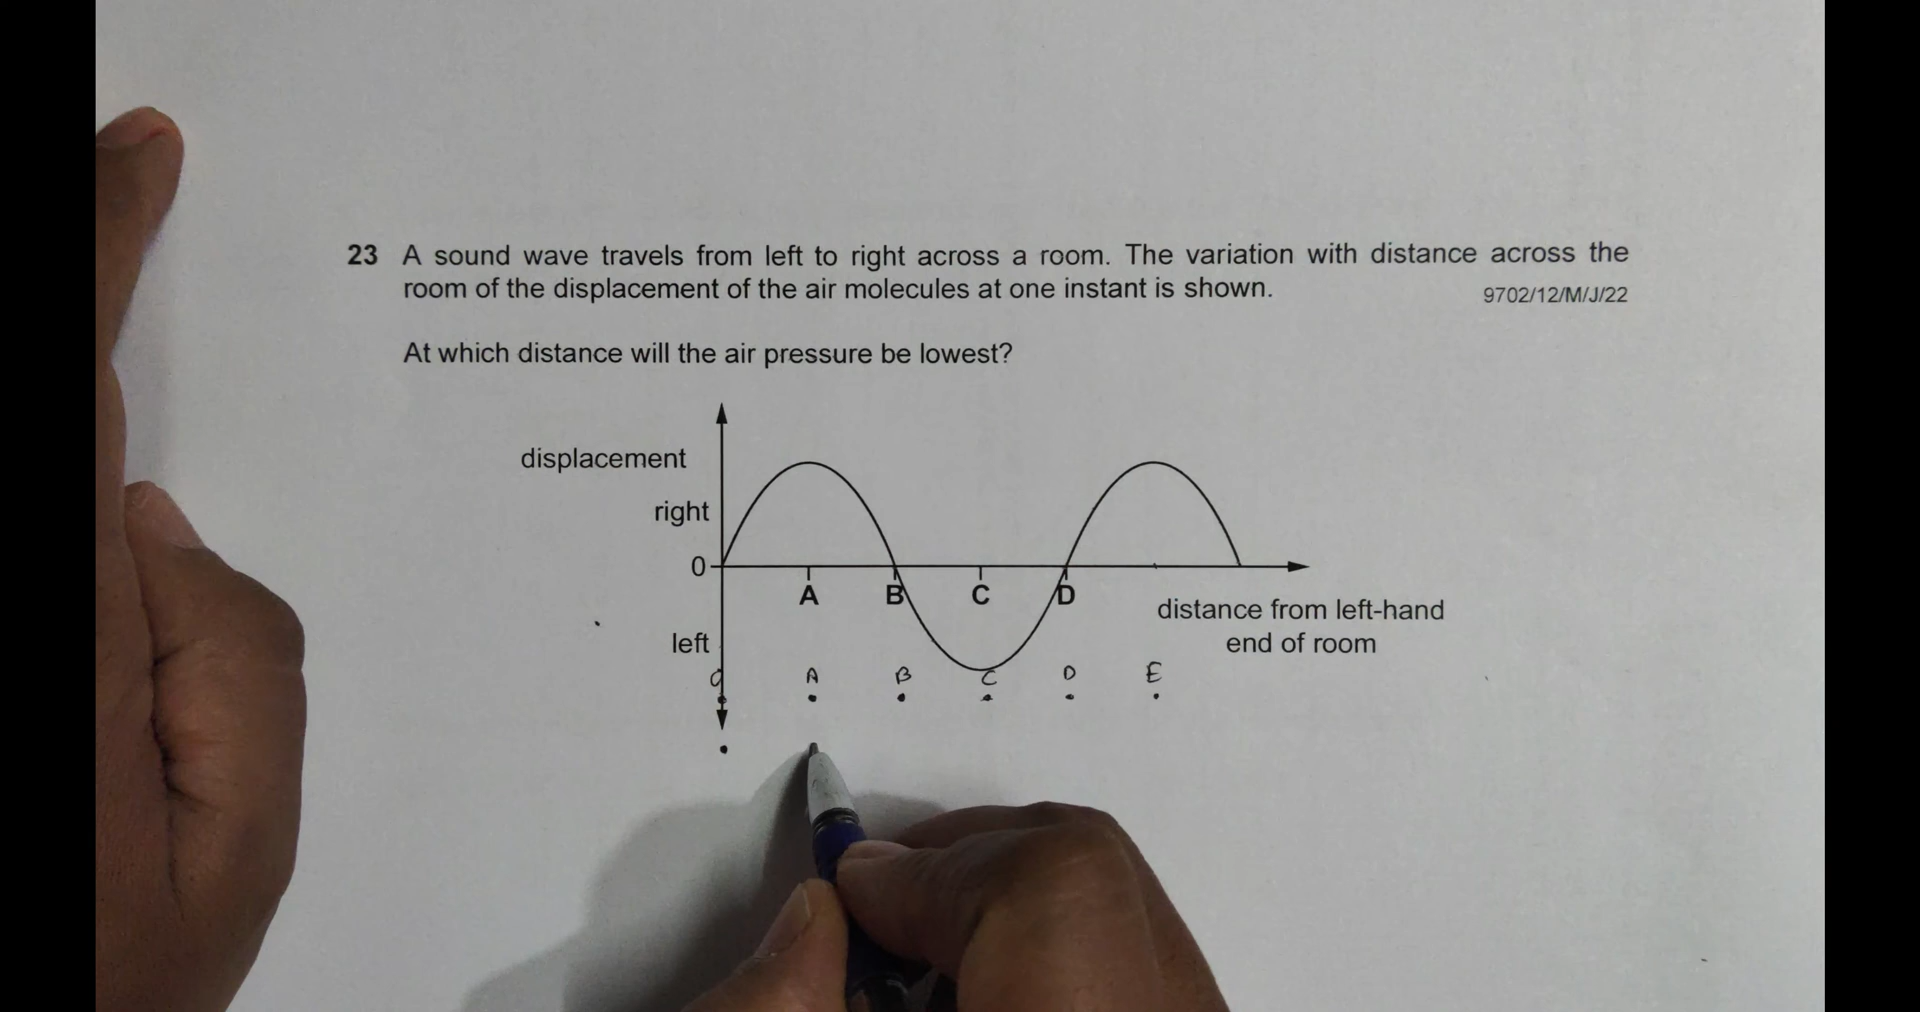 23 A sound wave travels from left to right across a room. The variation with distance across the
room of the displacement of the air molecules at one instant is shown.
9702/12/M/J/22
At which distance will the air pressure be lowest?
displacement
right
0
A B C D
distance from left-hand
end of room
left
O A B C D E